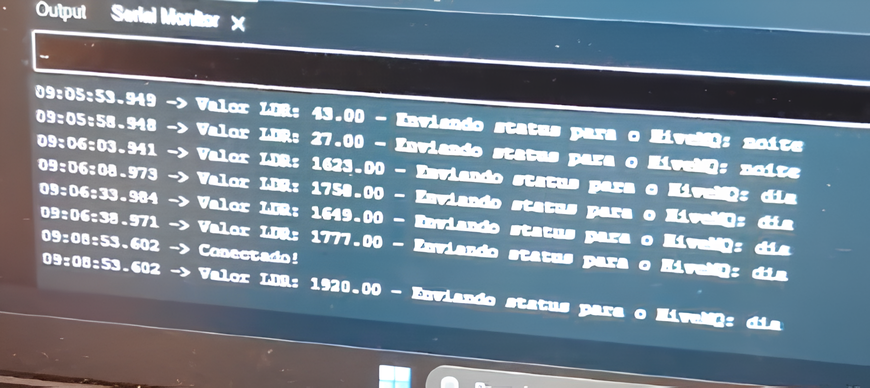 Output Serial Monitor X
09:05:53.949 -> Valor LDR: 43.00 - Enviando status para o HiveMQ: noite
09:05:58.948 -> Valor LDR: 27.00 - Enviando status para o HiveMQ: noite
09:06:03.941 -> Valor LDR: 1623.00 - Enviando status para o HiveMQ: dia
09:06:08.973 -> Valor LDR: 1758.00 - Enviando status para o HiveMQ: dia
09:06:33.984 -> Valor LDR: 1649.00 - Enviando status para o HiveMQ: dia
09:06:38.971 -> Valor LDR: 1777.00 - Enviando status para o HiveMQ: dia
09:08:53.602 -> Conectado!
09:08:53.602 -> Valor LDR: 1920.00 - Enviando status para o HiveMQ: dia